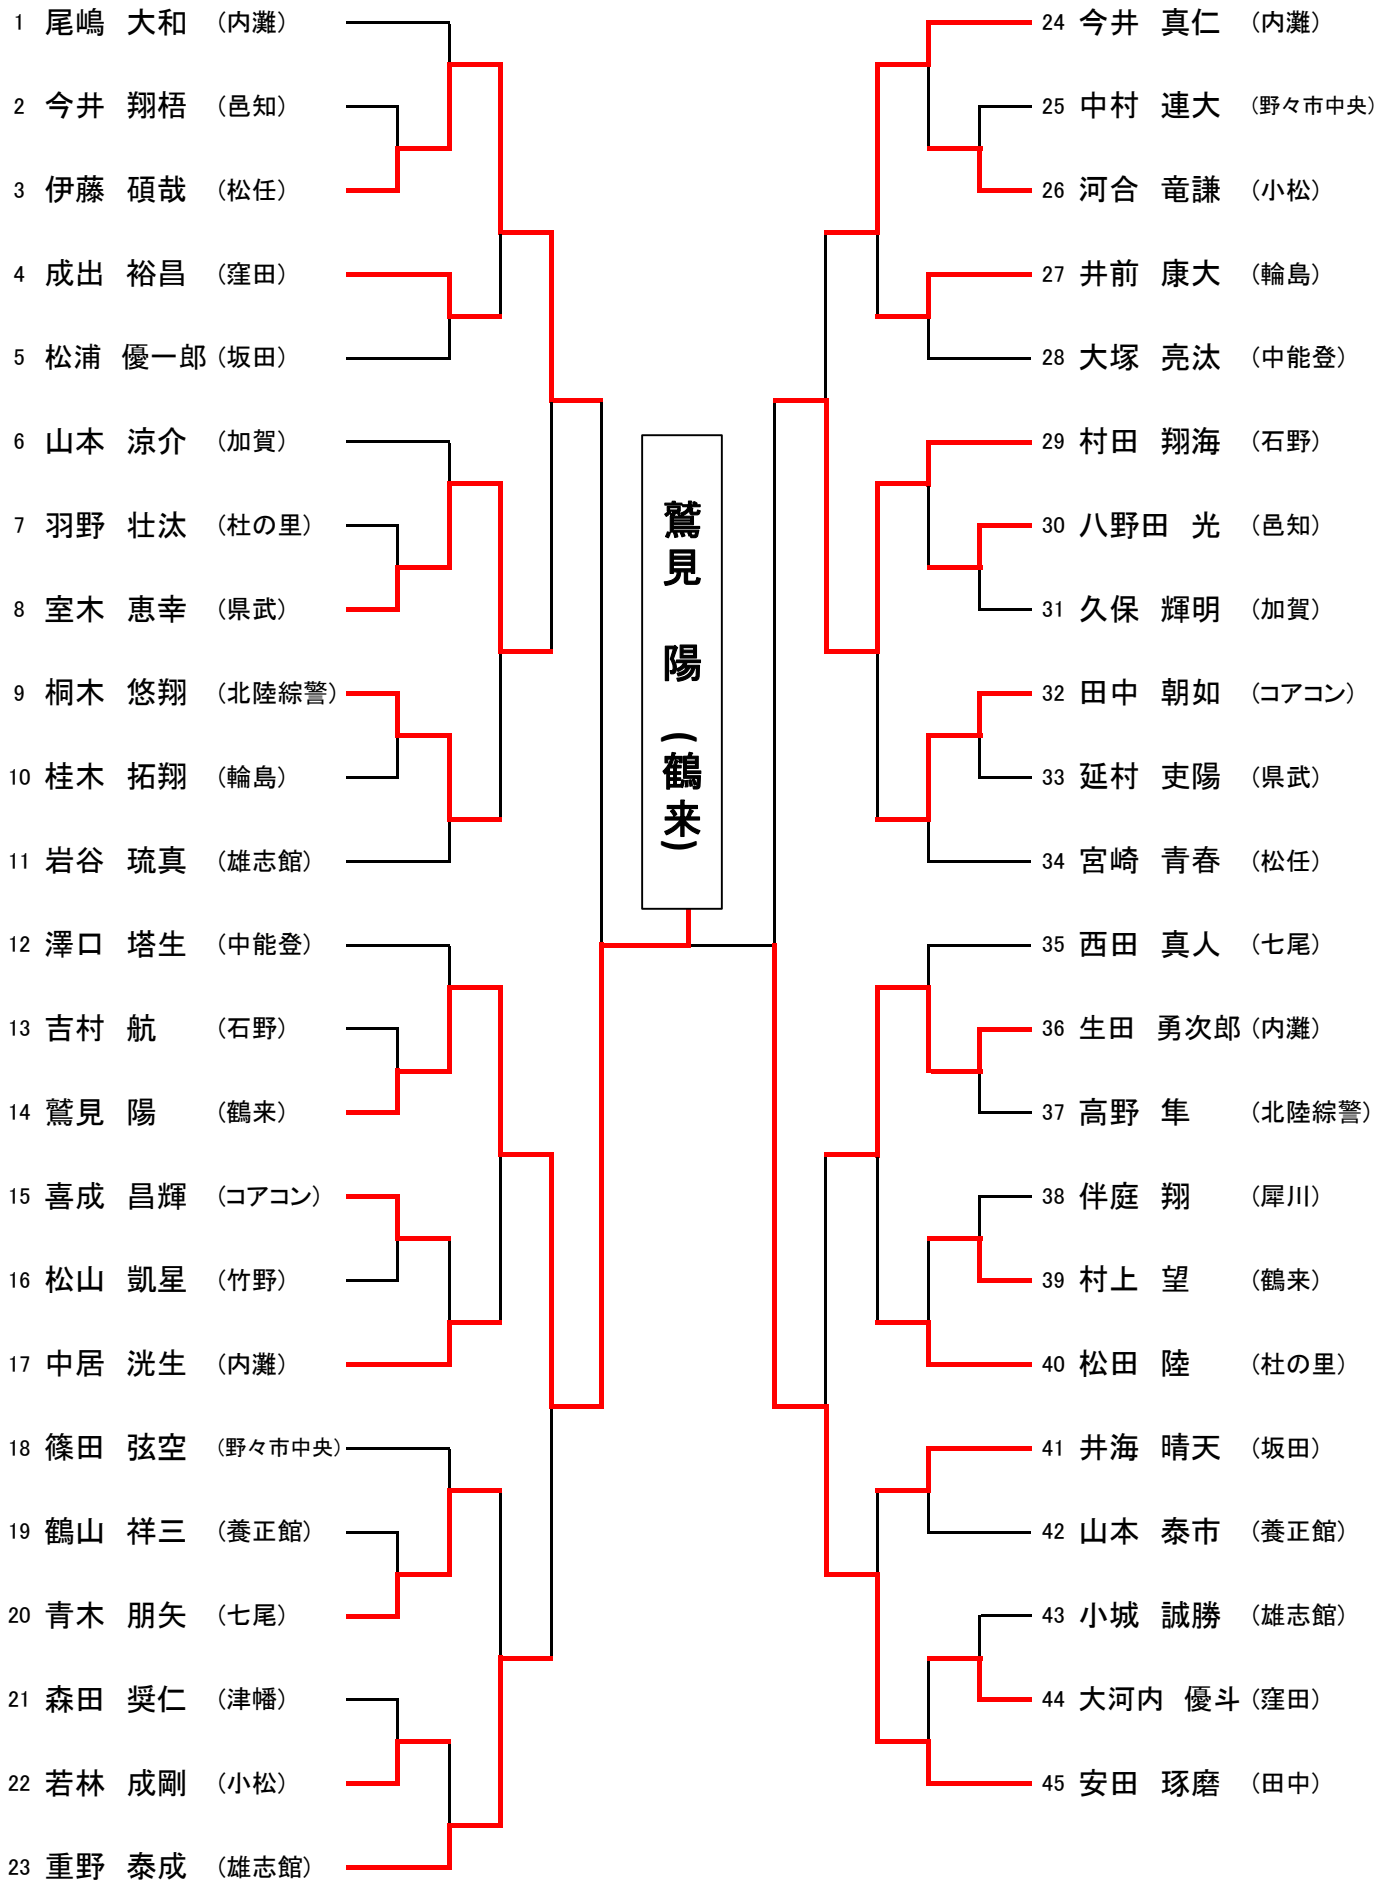 1 尾嶋 大和 (内灘)
2 今井 翔梧 (邑知)
3 伊藤 碩哉 (松任)
4 成出 裕昌 (窪田)
5 松浦 優一郎 (坂田)
6 山本 涼介 (加賀)
7 羽野 壮汰 (杜の里)
8 室木 恵幸 (県武)
9 桐木 悠翔 (北陸綜警)
10 桂木 拓翔 (輪島)
11 岩谷 琉真 (雄志館)
12 澤口 塔生 (中能登)
13 吉村 航 (石野)
14 鷲見 陽 (鶴来)
15 喜成 昌輝 (コアコン)
16 松山 凱星 (竹野)
17 中居 洸生 (内灘)
18 篠田 弦空 (野々市中央)
19 鶴山 祥三 (養正館)
20 青木 朋矢 (七尾)
21 森田 奨仁 (津幡)
22 若林 成剛 (小松)
23 重野 泰成 (雄志館)
鷲見 陽 (鶴来)
24 今井 真仁 (内灘)
25 中村 連大 (野々市中央)
26 河合 竜謙 (小松)
27 井前 康大 (輪島)
28 大塚 亮汰 (中能登)
29 村田 翔海 (石野)
30 八野田 光 (邑知)
31 久保 輝明 (加賀)
32 田中 朝如 (コアコン)
33 延村 吏陽 (県武)
34 宮崎 青春 (松任)
35 西田 真人 (七尾)
36 生田 勇次郎 (内灘)
37 高野 隼 (北陸綜警)
38 伴庭 翔 (犀川)
39 村上 望 (鶴来)
40 松田 陸 (杜の里)
41 井海 晴天 (坂田)
42 山本 泰市 (養正館)
43 小城 誠勝 (雄志館)
44 大河内 優斗 (窪田)
45 安田 琢磨 (田中)